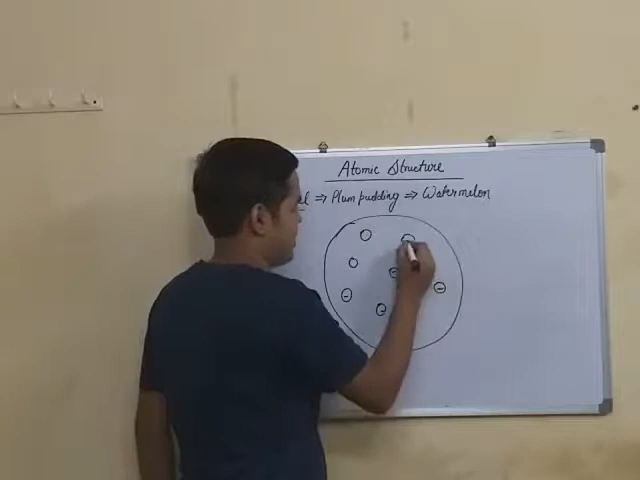 Atomic Structure
⇒ Plum pudding ⇒ Watermelon